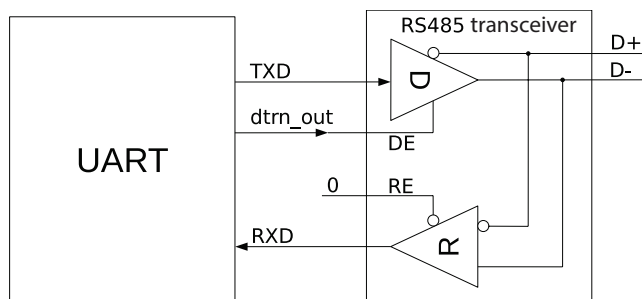 RS485 transceiver
D+
TXD
D
D-
dtrn_out
DE
UART
0 RE
RXD
R